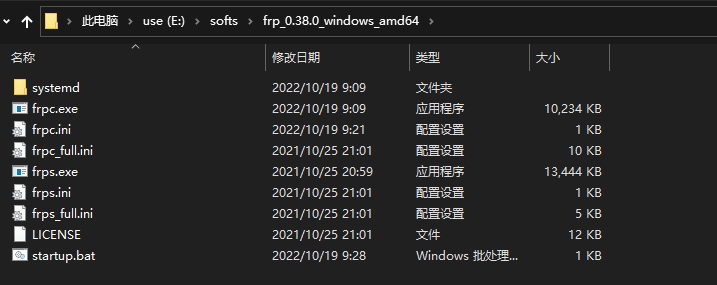 此电脑 › use (E:) › softs › frp_0.38.0_windows_amd64 ›
名称 修改日期 类型 大小
systemd 2022/10/19 9:09 文件夹
frpc.exe 2022/10/19 9:09 应用程序 10,234 KB
frpc.ini 2022/10/19 9:21 配置设置 1 KB
frpc_full.ini 2021/10/25 21:01 配置设置 10 KB
frps.exe 2021/10/25 20:59 应用程序 13,444 KB
frps.ini 2021/10/25 21:01 配置设置 1 KB
frps_full.ini 2021/10/25 21:01 配置设置 5 KB
LICENSE 2021/10/25 21:01 文件 12 KB
startup.bat 2022/10/19 9:28 Windows 批处理... 1 KB